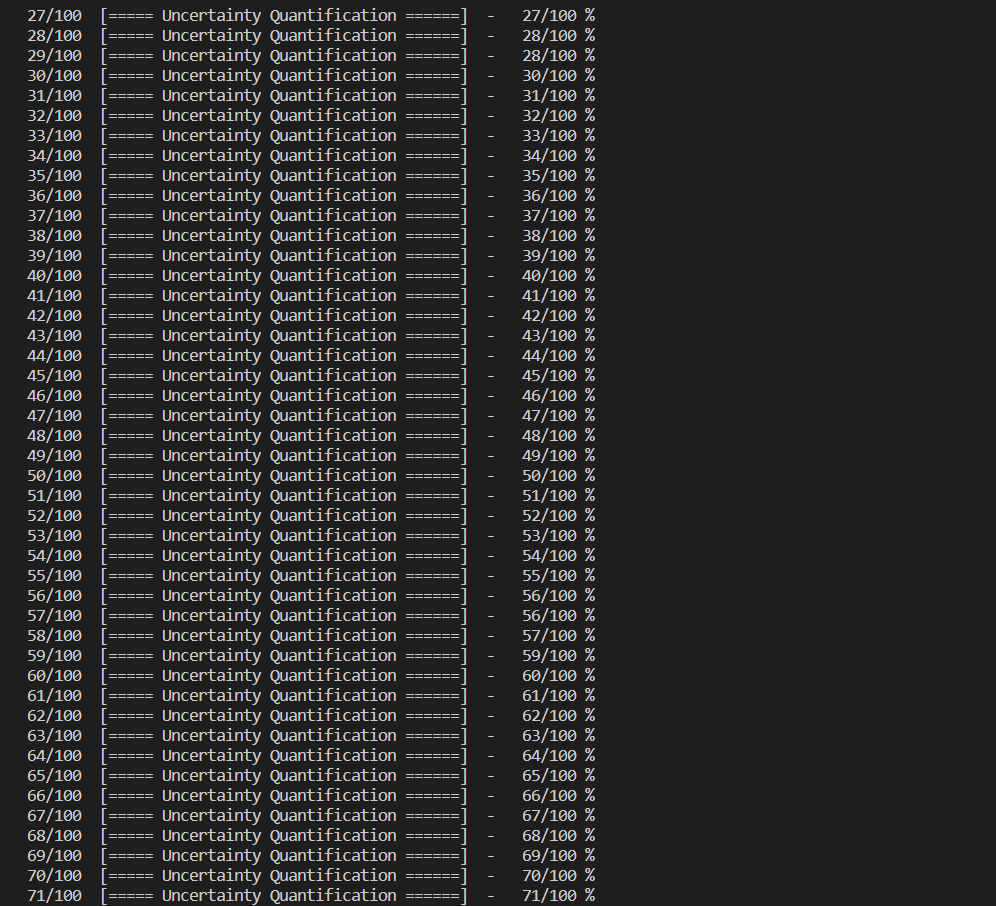 27/100  [===== Uncertainty Quantification ======]  -   27/100 %
28/100  [===== Uncertainty Quantification ======]  -   28/100 %
29/100  [===== Uncertainty Quantification ======]  -   28/100 %
30/100  [===== Uncertainty Quantification ======]  -   30/100 %
31/100  [===== Uncertainty Quantification ======]  -   31/100 %
32/100  [===== Uncertainty Quantification ======]  -   32/100 %
33/100  [===== Uncertainty Quantification ======]  -   33/100 %
34/100  [===== Uncertainty Quantification ======]  -   34/100 %
35/100  [===== Uncertainty Quantification ======]  -   35/100 %
36/100  [===== Uncertainty Quantification ======]  -   36/100 %
37/100  [===== Uncertainty Quantification ======]  -   37/100 %
38/100  [===== Uncertainty Quantification ======]  -   38/100 %
39/100  [===== Uncertainty Quantification ======]  -   39/100 %
40/100  [===== Uncertainty Quantification ======]  -   40/100 %
41/100  [===== Uncertainty Quantification ======]  -   41/100 %
42/100  [===== Uncertainty Quantification ======]  -   42/100 %
43/100  [===== Uncertainty Quantification ======]  -   43/100 %
44/100  [===== Uncertainty Quantification ======]  -   44/100 %
45/100  [===== Uncertainty Quantification ======]  -   45/100 %
46/100  [===== Uncertainty Quantification ======]  -   46/100 %
47/100  [===== Uncertainty Quantification ======]  -   47/100 %
48/100  [===== Uncertainty Quantification ======]  -   48/100 %
49/100  [===== Uncertainty Quantification ======]  -   49/100 %
50/100  [===== Uncertainty Quantification ======]  -   50/100 %
51/100  [===== Uncertainty Quantification ======]  -   51/100 %
52/100  [===== Uncertainty Quantification ======]  -   52/100 %
53/100  [===== Uncertainty Quantification ======]  -   53/100 %
54/100  [===== Uncertainty Quantification ======]  -   54/100 %
55/100  [===== Uncertainty Quantification ======]  -   55/100 %
56/100  [===== Uncertainty Quantification ======]  -   56/100 %
57/100  [===== Uncertainty Quantification ======]  -   56/100 %
58/100  [===== Uncertainty Quantification ======]  -   57/100 %
59/100  [===== Uncertainty Quantification ======]  -   59/100 %
60/100  [===== Uncertainty Quantification ======]  -   60/100 %
61/100  [===== Uncertainty Quantification ======]  -   61/100 %
62/100  [===== Uncertainty Quantification ======]  -   62/100 %
63/100  [===== Uncertainty Quantification ======]  -   63/100 %
64/100  [===== Uncertainty Quantification ======]  -   64/100 %
65/100  [===== Uncertainty Quantification ======]  -   65/100 %
66/100  [===== Uncertainty Quantification ======]  -   66/100 %
67/100  [===== Uncertainty Quantification ======]  -   67/100 %
68/100  [===== Uncertainty Quantification ======]  -   68/100 %
69/100  [===== Uncertainty Quantification ======]  -   69/100 %
70/100  [===== Uncertainty Quantification ======]  -   70/100 %
71/100  [===== Uncertainty Quantification ======]  -   71/100 %